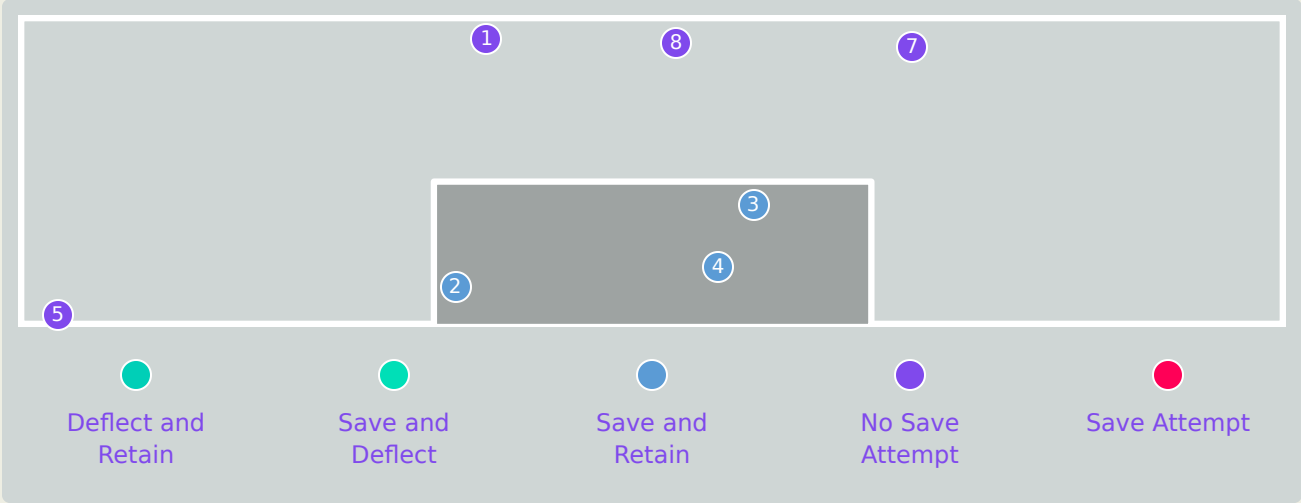 1
8
7
3
4
2
5
Deflect and
Retain
Save and
Deflect
Save and
Retain
No Save
Attempt
Save Attempt